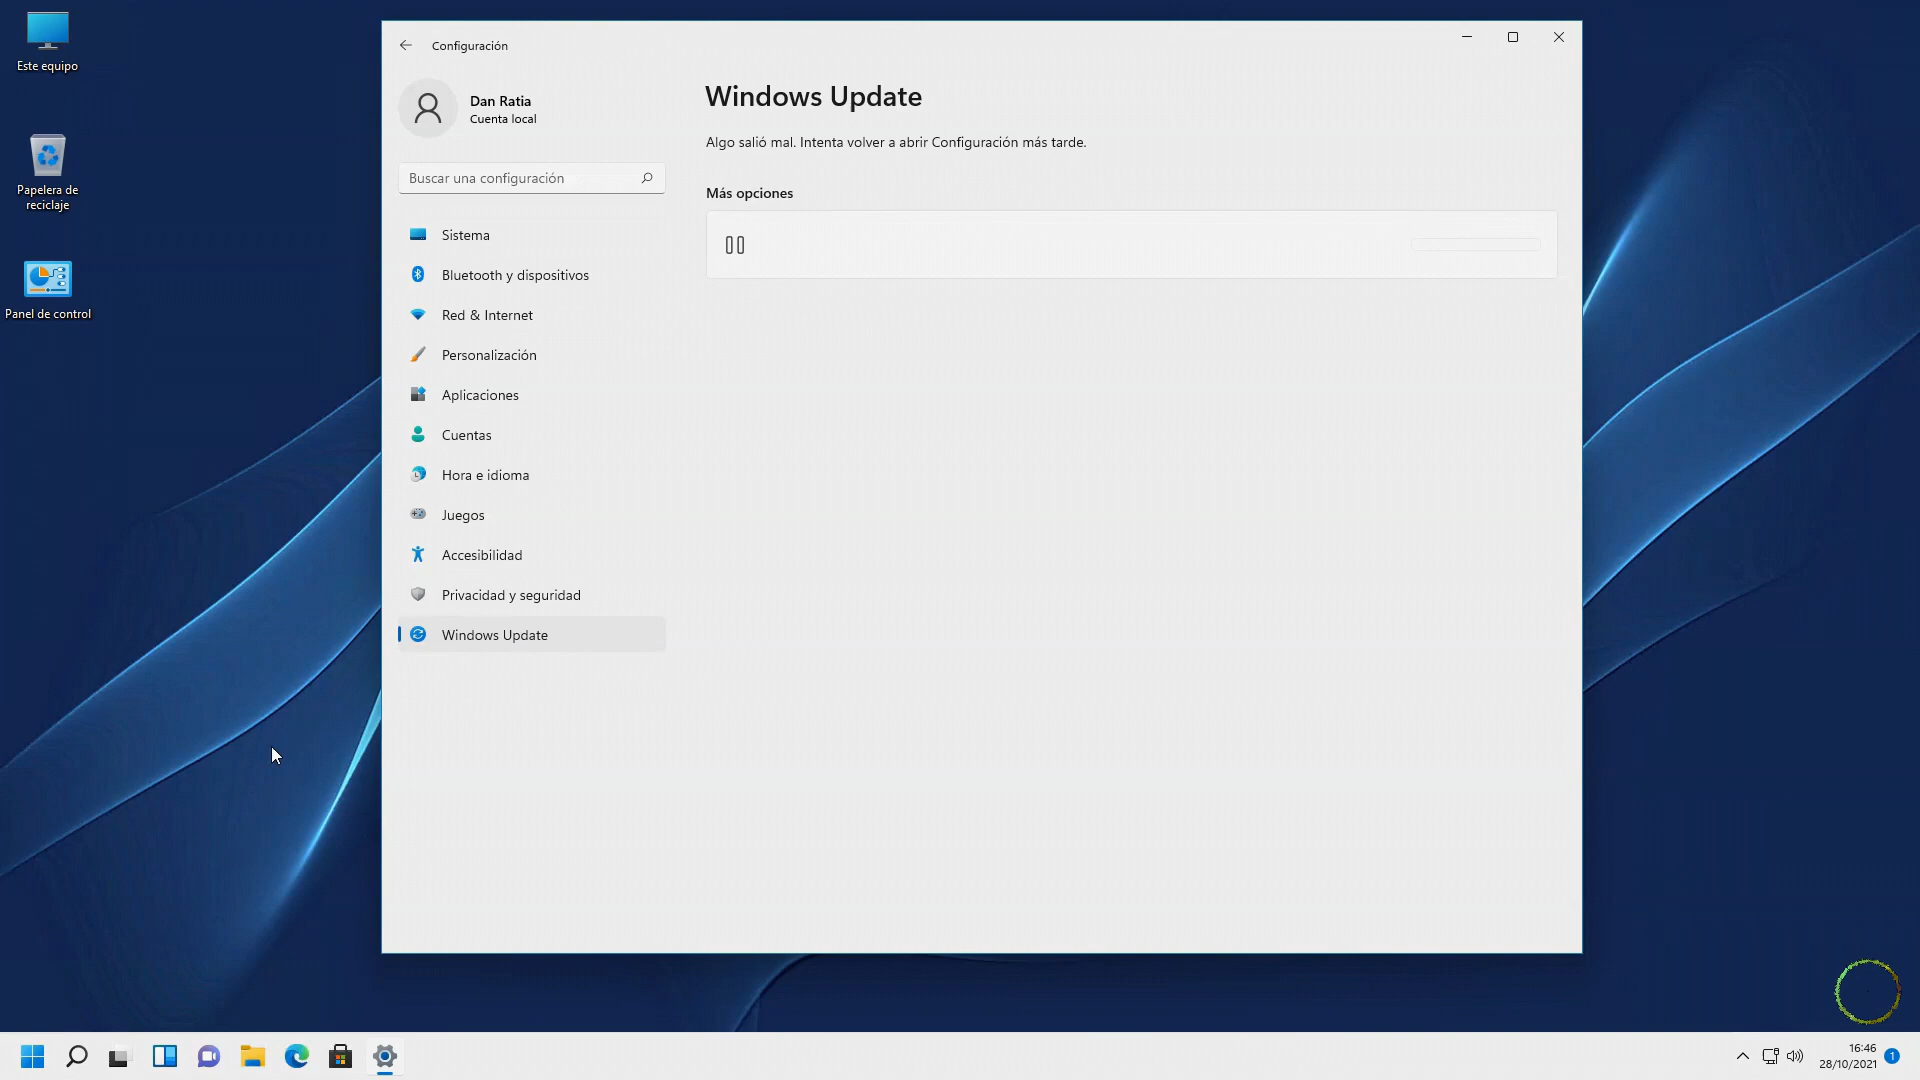 Este equipo
Papelera de
reciclaje
Panel de control
Configuración
Dan Ratia
Cuenta local
Buscar una configuración
Sistema
Bluetooth y dispositivos
Red & Internet
Personalización
Aplicaciones
Cuentas
Hora e idioma
Juegos
Accesibilidad
Privacidad y seguridad
Windows Update
Windows Update
Algo salió mal. Intenta volver a abrir Configuración más tarde.
Más opciones
16:46
28/10/2021
1